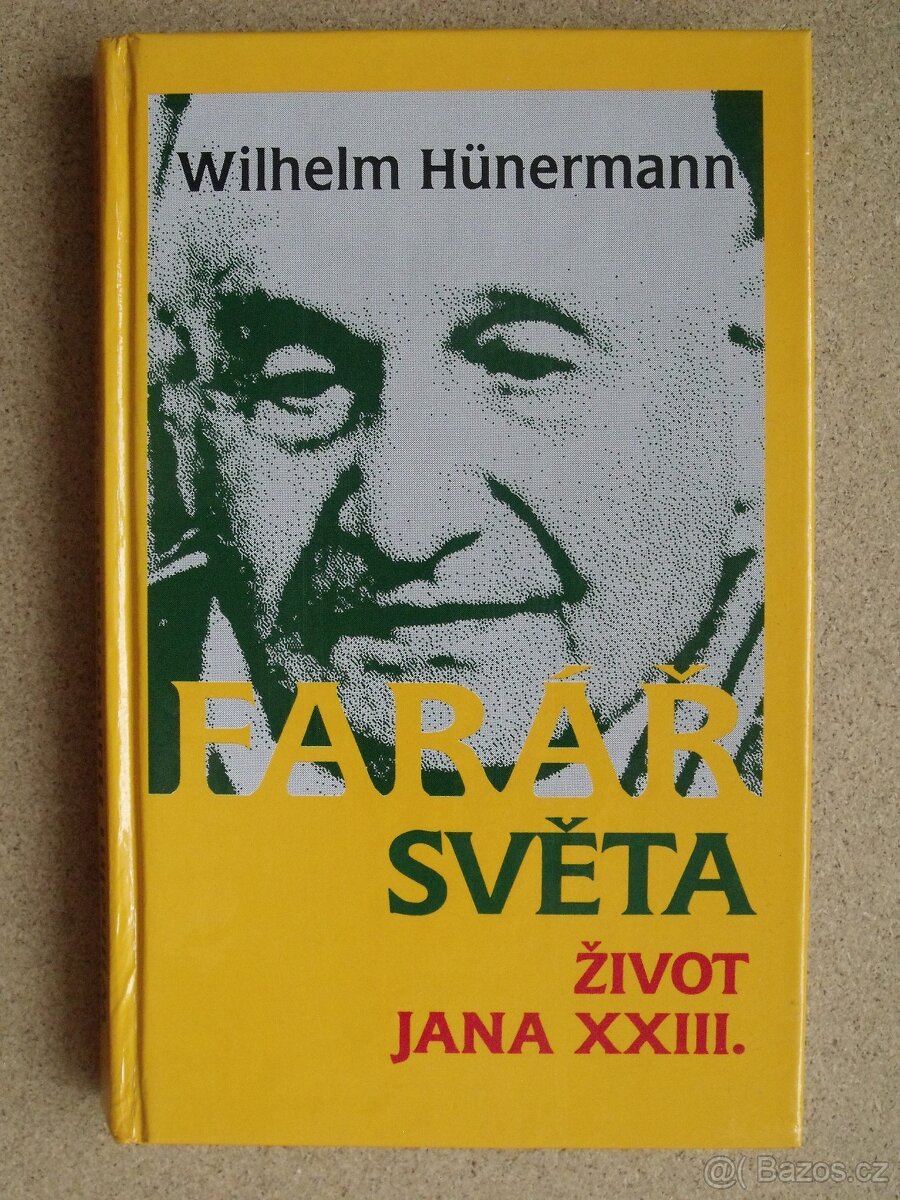 Wilhelm Hünermann
FARÁŘ
SVĚTA
ŽIVOT
JANA XXIII.
@( Bazos.cz